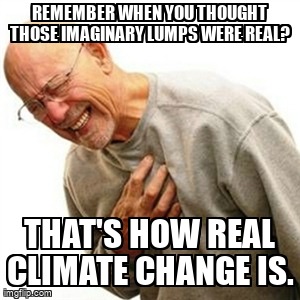 REMEMBER WHEN YOU THOUGHT
THOSE IMAGINARY LUMPS WERE REAL?
THAT'S HOW REAL
CLIMATE CHANGE IS.
imgflip.com